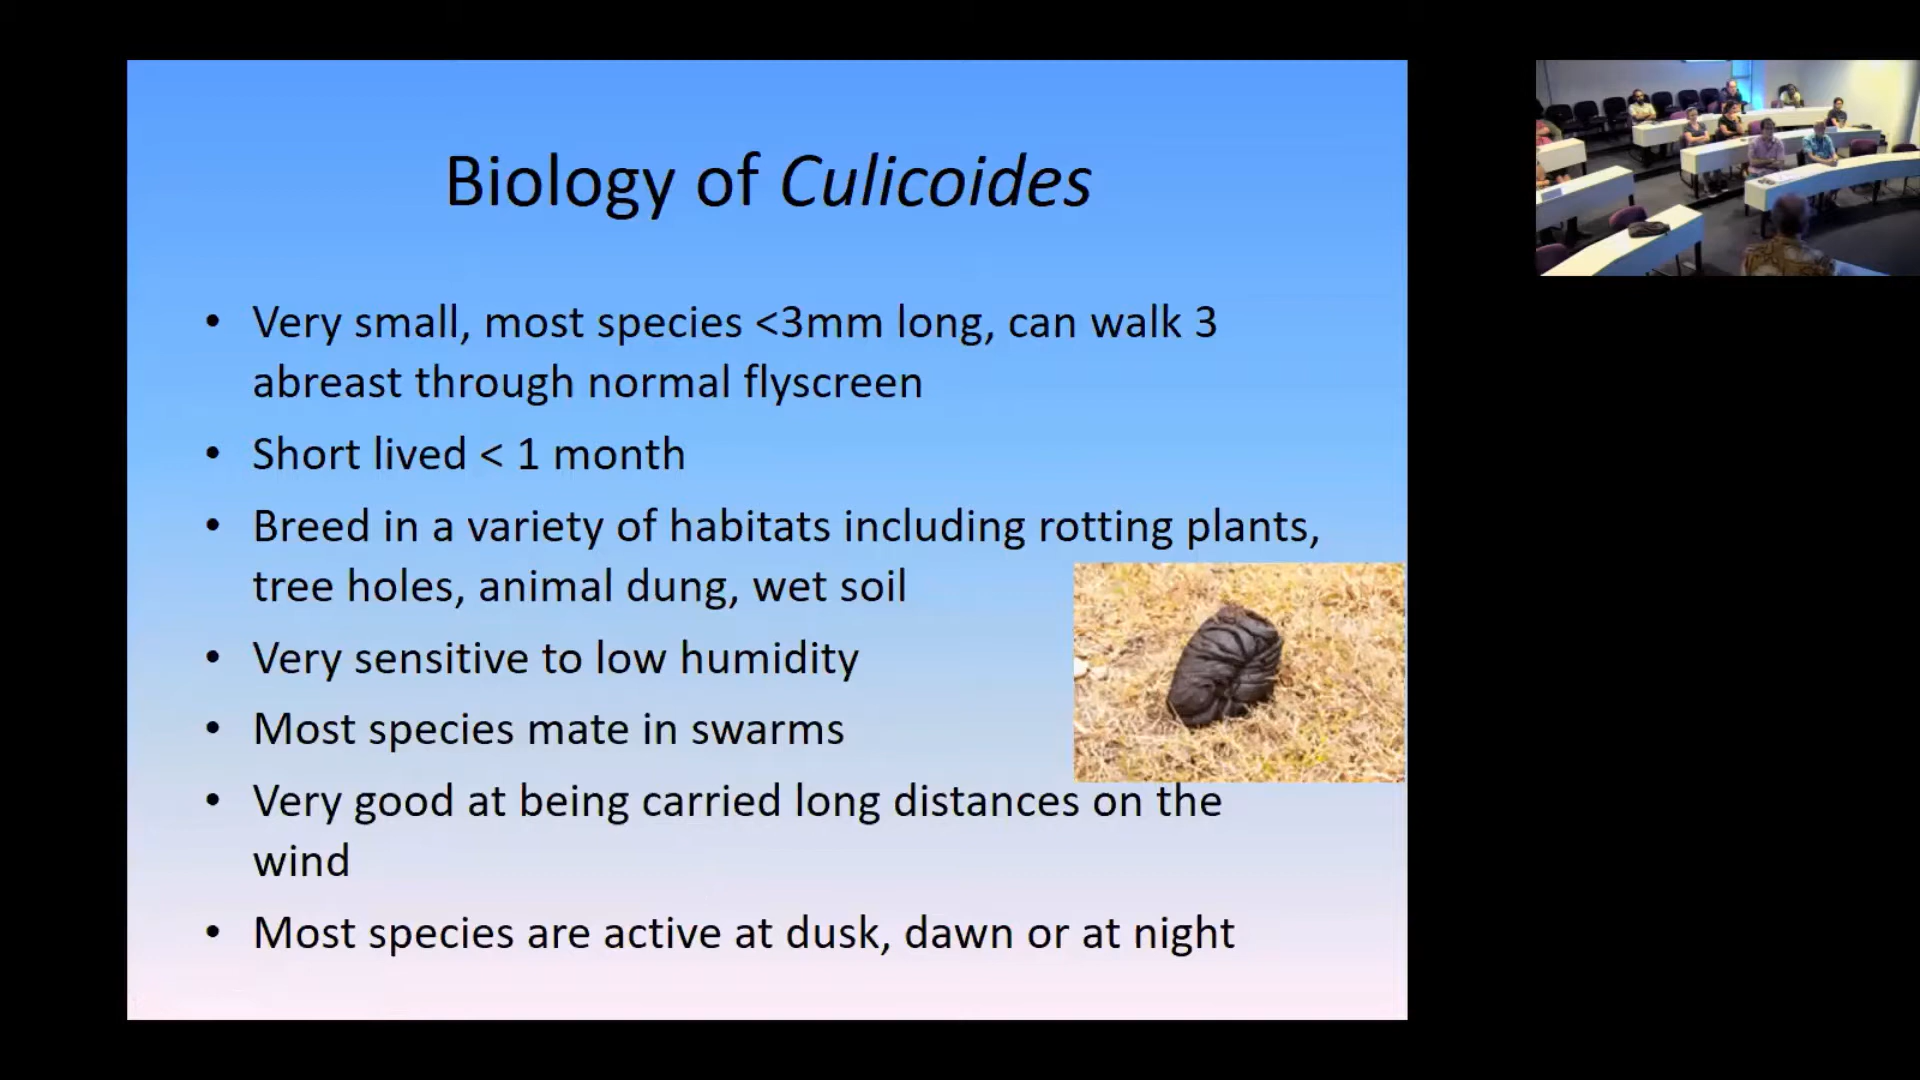 Biology of Culicoides
• Very small, most species <3mm long, can walk 3
abreast through normal flyscreen
• Short lived < 1 month
• Breed in a variety of habitats including rotting plants,
tree holes, animal dung, wet soil
• Very sensitive to low humidity
• Most species mate in swarms
• Very good at being carried long distances on the
wind
• Most species are active at dusk, dawn or at night